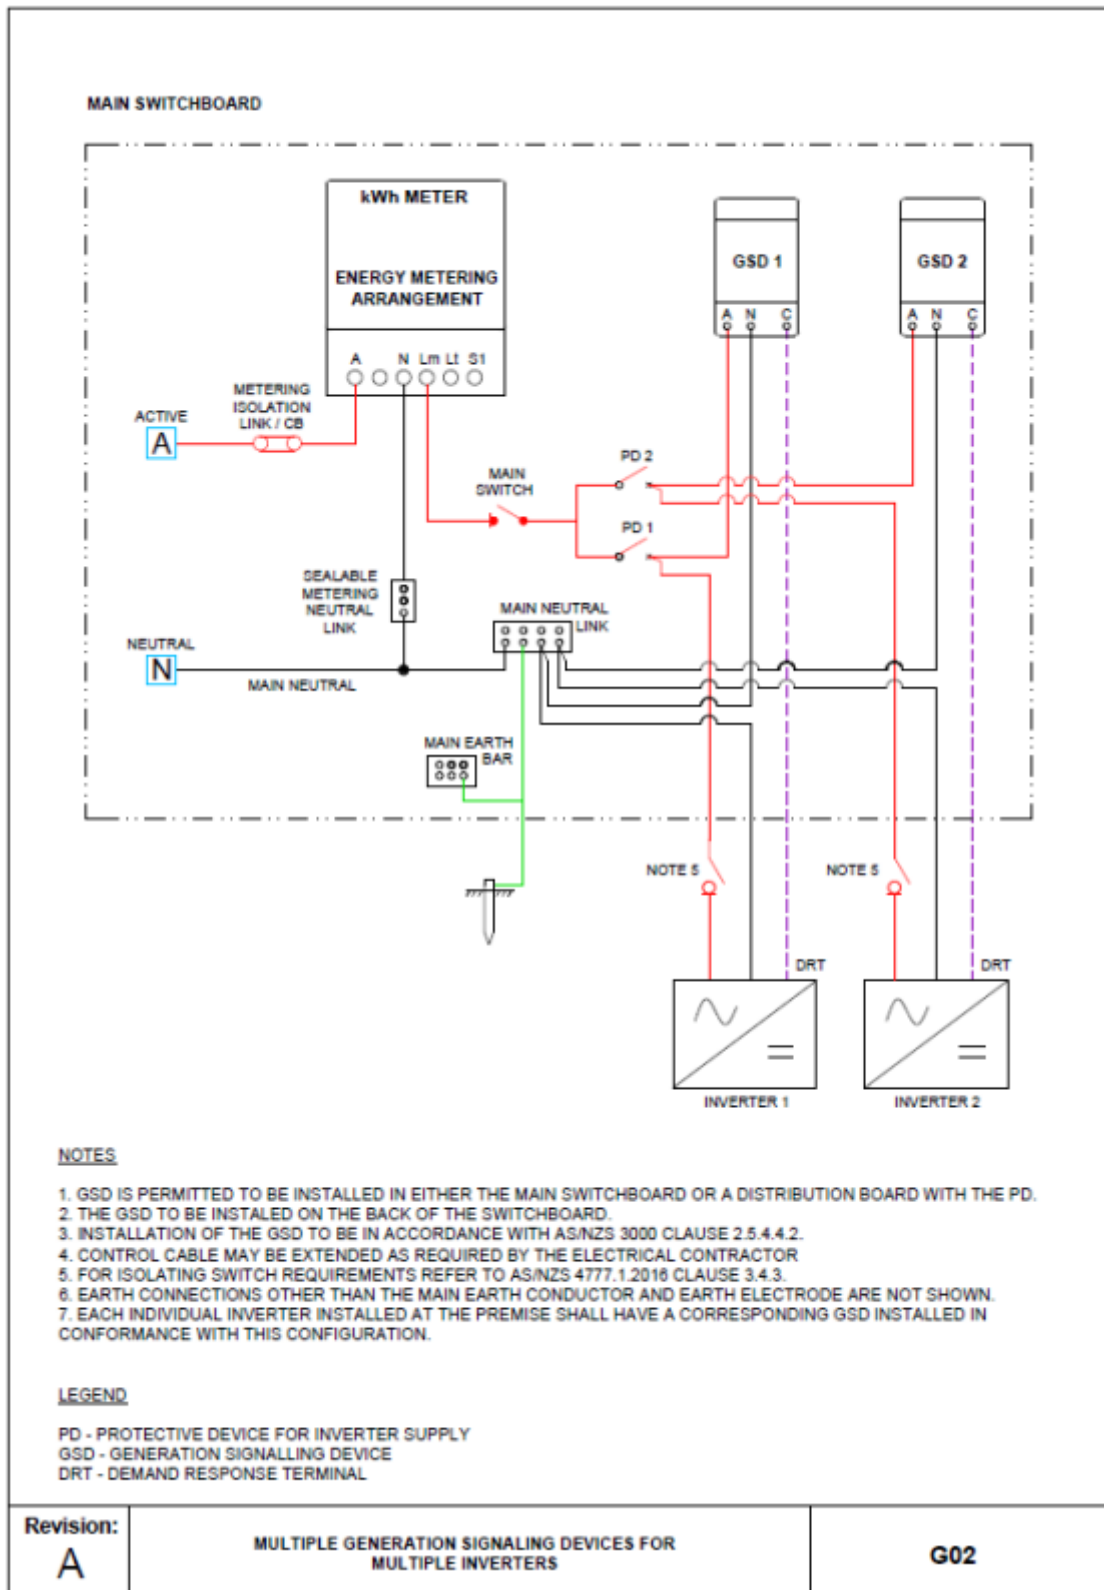 MAIN SWITCHBOARD
kWh METER
ENERGY METERING
ARRANGEMENT
A N Lm Lt S1
GSD 1
A N C
GSD 2
A N C
METERING
ISOLATION
LINK / CB
ACTIVE
A
MAIN
SWITCH
PD 2
PD 1
SEALABLE
METERING
NEUTRAL
LINK
MAIN NEUTRAL
LINK
NEUTRAL
N
MAIN NEUTRAL
MAIN EARTH
BAR
NOTE 5
NOTE 5
DRT
DRT
INVERTER 1
INVERTER 2
NOTES
1. GSD IS PERMITTED TO BE INSTALLED IN EITHER THE MAIN SWITCHBOARD OR A DISTRIBUTION BOARD WITH THE PD.
2. THE GSD TO BE INSTALED ON THE BACK OF THE SWITCHBOARD.
3. INSTALLATION OF THE GSD TO BE IN ACCORDANCE WITH AS/NZS 3000 CLAUSE 2.5.4.4.2.
4. CONTROL CABLE MAY BE EXTENDED AS REQUIRED BY THE ELECTRICAL CONTRACTOR
5. FOR ISOLATING SWITCH REQUIREMENTS REFER TO AS/NZS 4777.1.2016 CLAUSE 3.4.3.
6. EARTH CONNECTIONS OTHER THAN THE MAIN EARTH CONDUCTOR AND EARTH ELECTRODE ARE NOT SHOWN.
7. EACH INDIVIDUAL INVERTER INSTALLED AT THE PREMISE SHALL HAVE A CORRESPONDING GSD INSTALLED IN
CONFORMANCE WITH THIS CONFIGURATION.
LEGEND
PD - PROTECTIVE DEVICE FOR INVERTER SUPPLY
GSD - GENERATION SIGNALLING DEVICE
DRT - DEMAND RESPONSE TERMINAL
Revision:
A
MULTIPLE GENERATION SIGNALING DEVICES FOR
MULTIPLE INVERTERS
G02